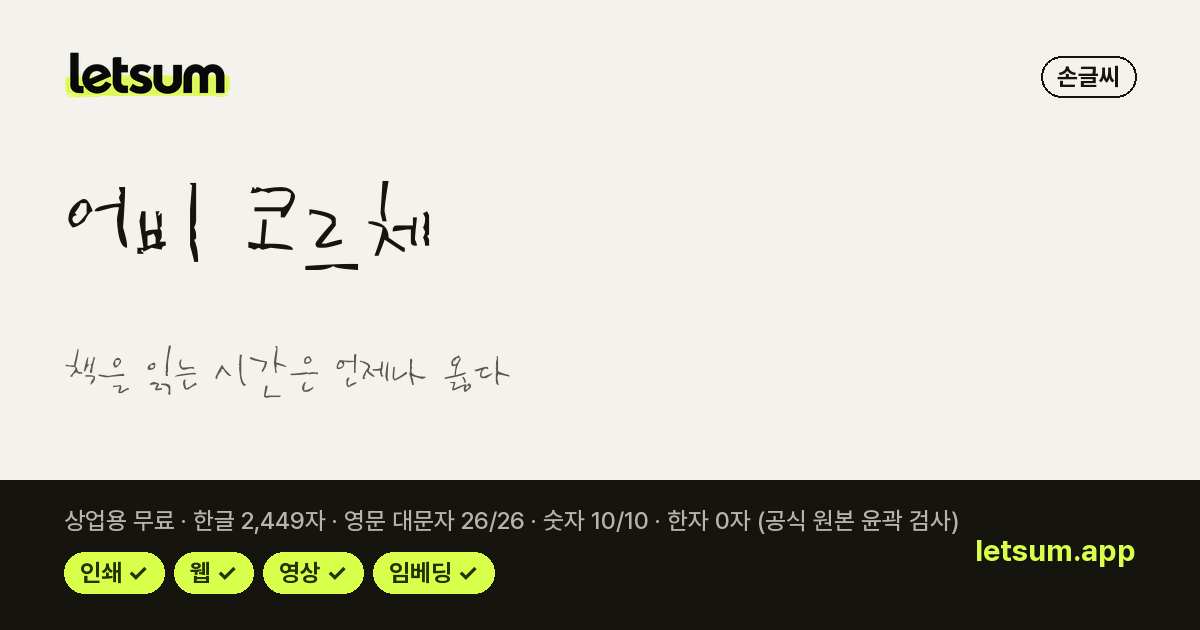 letsum
손글씨
어비 코르체
책을 읽는 시간은 언제나 옳다
상업용 무료 · 한글 2,449자 · 영문 대문자 26/26 · 숫자 10/10 · 한자 0자 (공식 원본 윤곽 검사)
인쇄 ✓ 웹 ✓ 영상 ✓ 임베딩 ✓
letsum.app